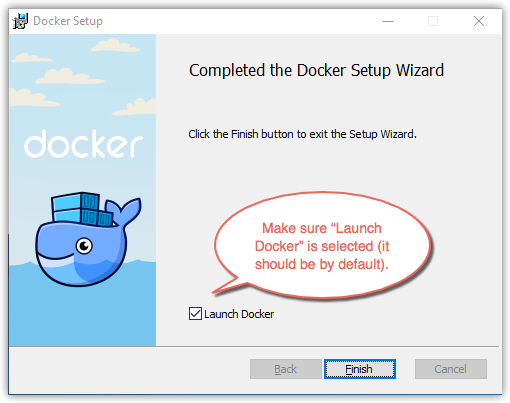 Docker Setup
Completed the Docker Setup Wizard
Click the Finish button to exit the Setup Wizard.
docker
Make sure “Launch
Docker” is selected (it
should be by default).
Launch Docker
Back
Finish
Cancel